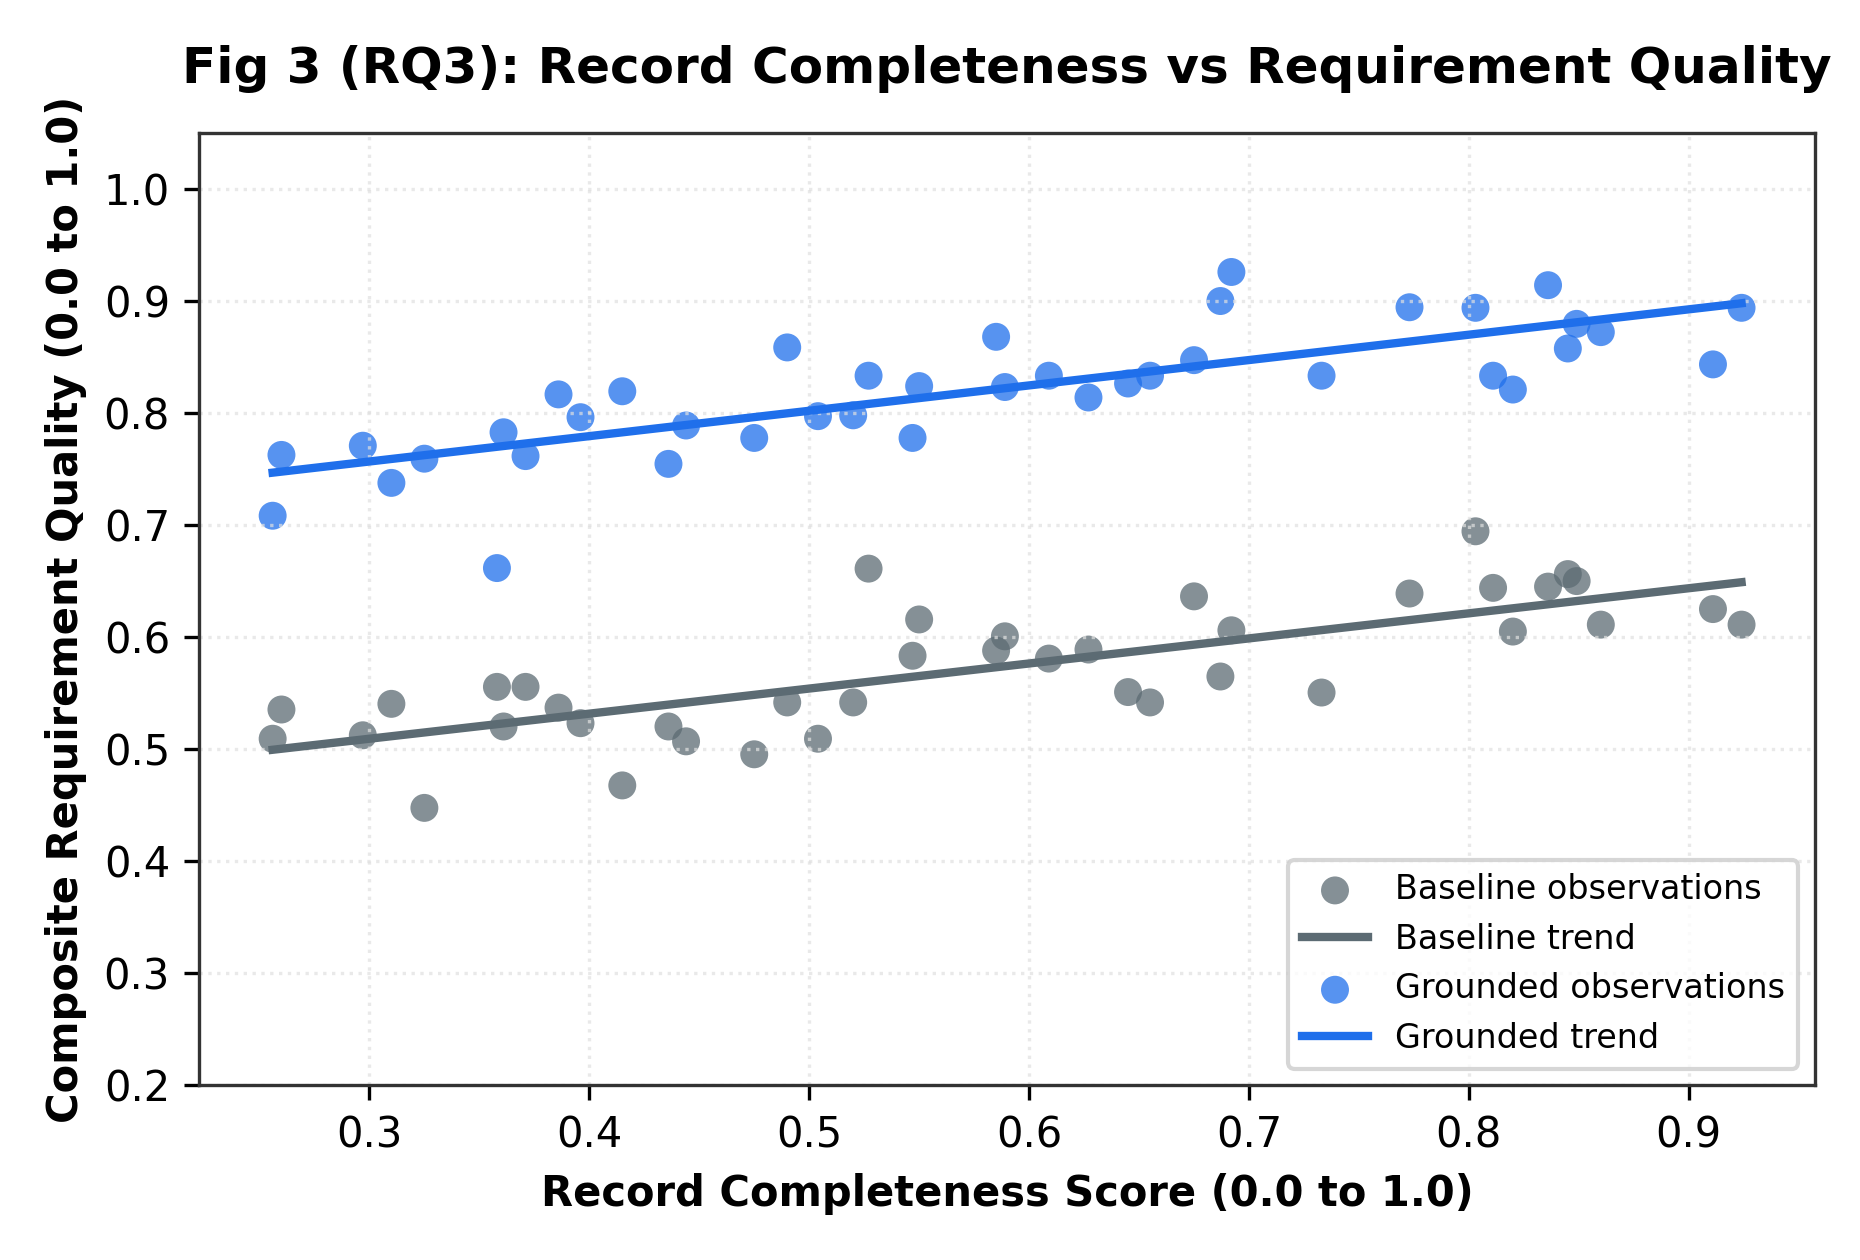 Fig 3 (RQ3): Record Completeness vs Requirement Quality
Composite Requirement Quality (0.0 to 1.0)
1.0
0.9
0.8
0.7
0.6
0.5
0.4
0.3
0.2
Baseline observations
Baseline trend
Grounded observations
Grounded trend
0.3 0.4 0.5 0.6 0.7 0.8 0.9
Record Completeness Score (0.0 to 1.0)